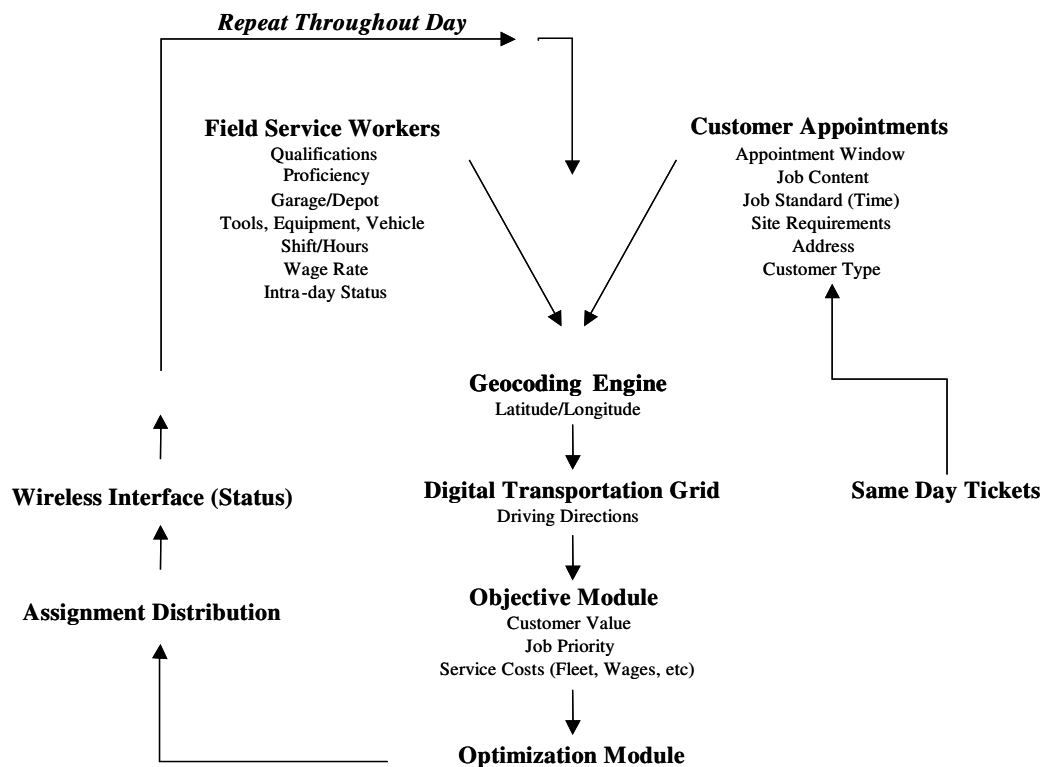 Repeat Throughout Day
Field Service Workers
Qualifications
Proficiency
Garage/Depot
Tools, Equipment, Vehicle
Shift/Hours
Wage Rate
Intra-day Status
Customer Appointments
Appointment Window
Job Content
Job Standard (Time)
Site Requirements
Address
Customer Type
Geocoding Engine
Latitude/Longitude
Wireless Interface (Status)
Digital Transportation Grid
Driving Directions
Same Day Tickets
Assignment Distribution
Objective Module
Customer Value
Job Priority
Service Costs (Fleet, Wages, etc)
Optimization Module